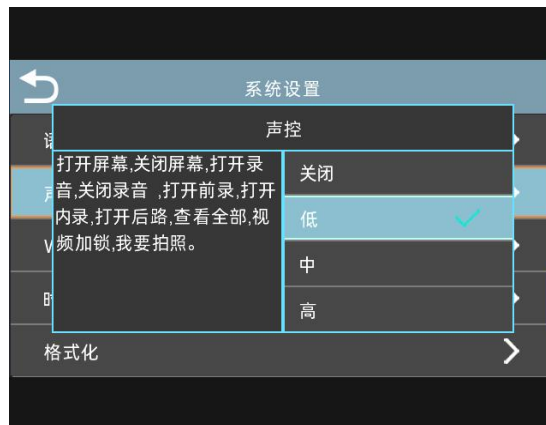 系统设置
声控
打开屏幕,关闭屏幕,打开录
音,关闭录音 ,打开前录,打开
内录,打开后路,查看全部,视
频加锁,我要拍照。
关闭
低
中
高
格式化